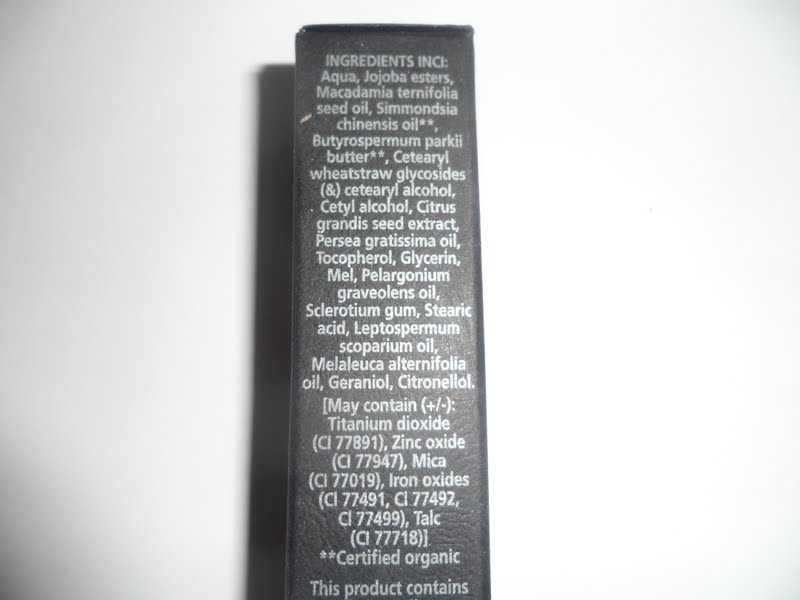 INGREDIENTS INCI:
Aqua, Jojoba esters,
Macadamia ternifolia
seed oil, Simmondsia
chinensis oil**,
Butyrospermum parkii
butter**, Cetearyl
wheatstraw glycosides
(&) cetearyl alcohol,
Cetyl alcohol, Citrus
grandis seed extract,
Persea gratissima oil,
Tocopherol, Glycerin,
Mel, Pelargonium
graveolens oil,
Sclerotium gum, Stearic
acid, Leptospermum
scoparium oil,
Melaleuca alternifolia
oil, Geraniol, Citronellol.
[May contain (+/-):
Titanium dioxide
(CI 77891), Zinc oxide
(CI 77947), Mica
(CI 77019), Iron oxides
(CI 77491, CI 77492,
CI 77499), Talc
(CI 77718)]
**Certified organic
This product contains